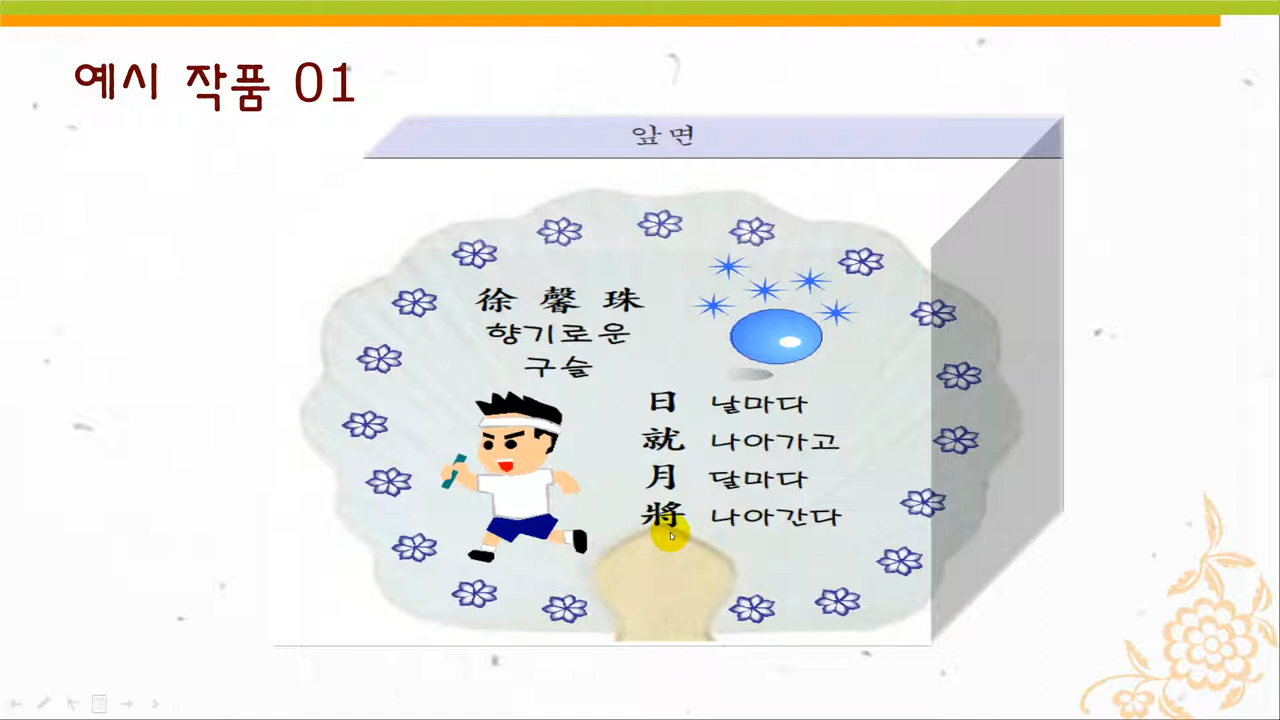 예시 작품 01
앞면
徐 馨 珠
향기로운
구슬
日 날마다
就 나아가고
月 달마다
將 나아간다